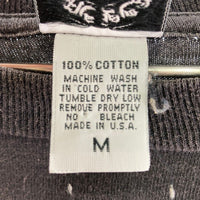 100% COTTON
MACHINE WASH
IN COLD WATER
TUMBLE DRY LOW
REMOVE PROMPTLY
NO BLEACH
MADE IN U.S.A.
M